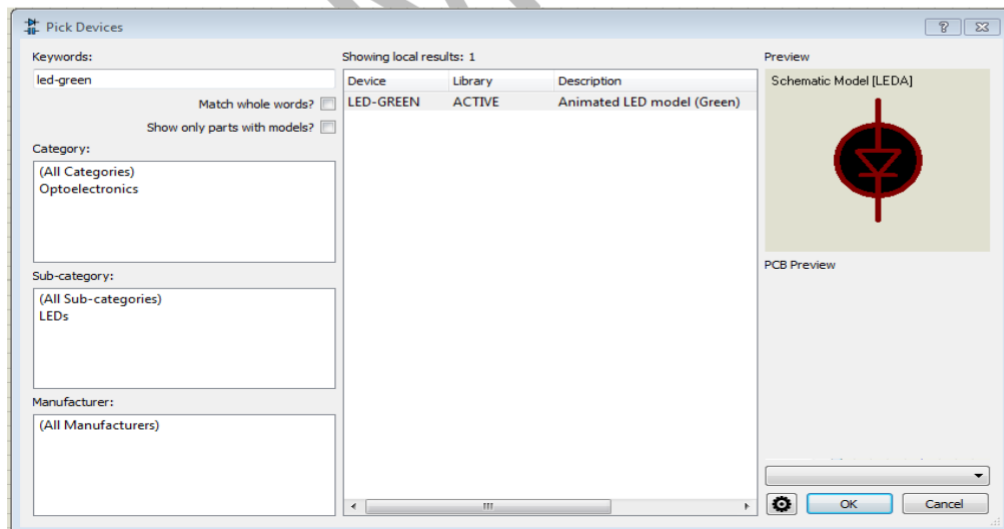 Pick Devices
Keywords:
led-green
Match whole words?
Show only parts with models?
Category:
(All Categories)
Optoelectronics
Sub-category:
(All Sub-categories)
LEDs
Manufacturer:
(All Manufacturers)
Showing local results: 1
Device Library Description
LED-GREEN ACTIVE Animated LED model (Green)
Preview
Schematic Model [LEDA]
PCB Preview
OK Cancel